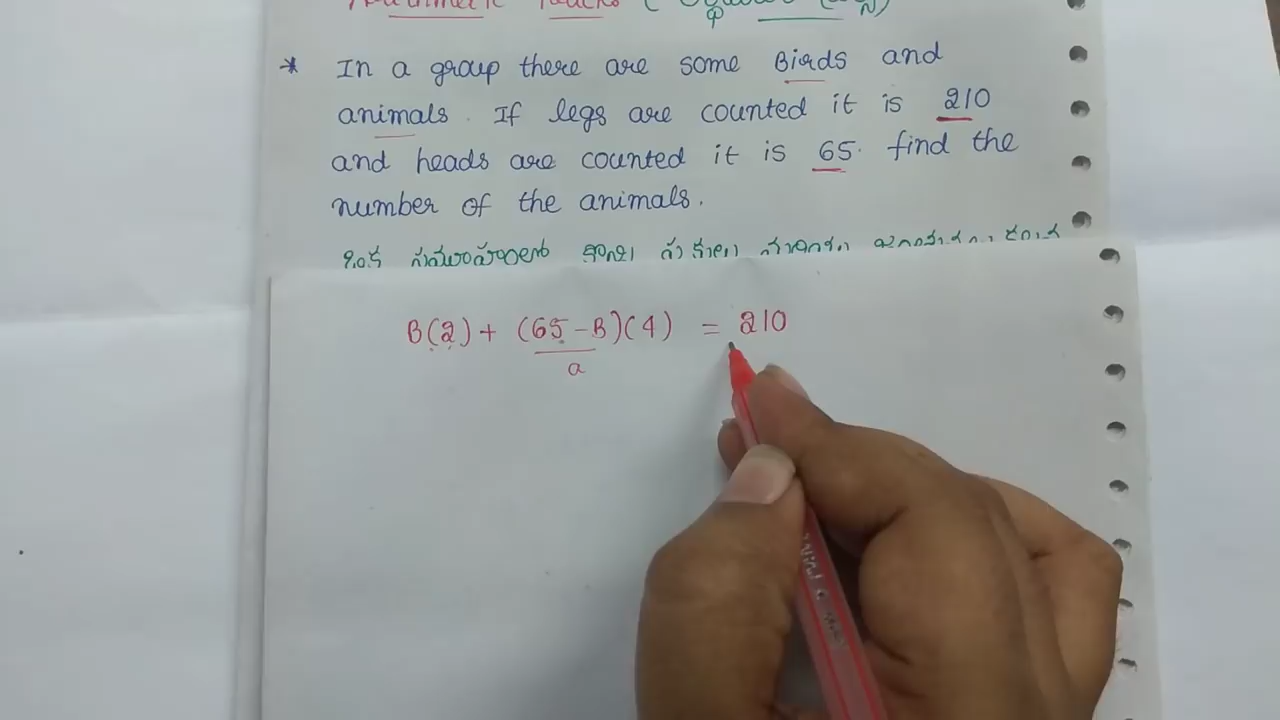 * In a group there are some Birds and
animals. If legs are counted it is 210
and heads are counted it is 65. find the
number of the animals.
B(2) + (65 - B)(4) = 210
a